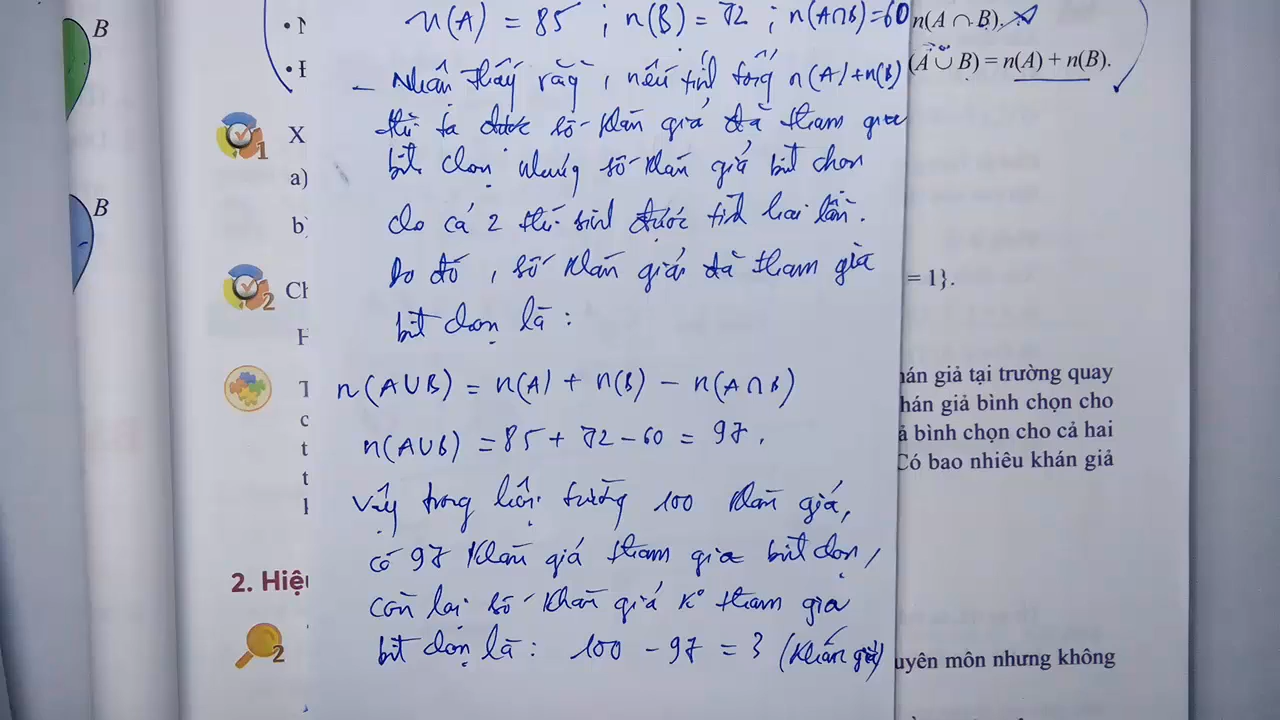 B
B
n(A) = 85 ; n(B) = 72 ; n(A∩B)=60
n(A ∩ B).
(A ∪ B) = n(A) + n(B).
– Nhận thấy rằng, nếu tính tổng n(A)+n(B)
thì ta được số khán giả đã tham gia
bình chọn nhưng số khán giả bình chọn
cho cả 2 thí sinh được tính hai lần.
Do đó, số khán giả đã tham gia
bình chọn là :
n(A∪B) = n(A) + n(B) – n(A∩B)
n(A∪B) = 85 + 72 – 60 = 97.
Vậy trong hội trường 100 khán giả,
có 97 khán giả tham gia bình chọn,
còn lại số khán giả k° tham gia
bình chọn là : 100 – 97 = 3 (khán giả)
1
X
a)
b)
2
Ch
H
= 1}.
T
hán giả tại trường quay
c
hán giả bình chọn cho
t
ả bình chọn cho cả hai
t
Có bao nhiêu khán giả
2. Hiệu
2
uyên môn nhưng không